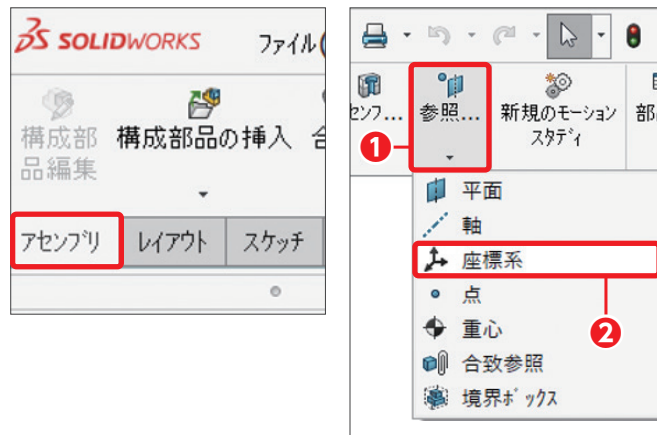 SOLIDWORKS
ファイル(
構成部
品編集
構成部品の挿入
アセンブリ
レイアウト
スケッチ
参照...
新規のモーション
スタディ
1
平面
軸
座標系
点
重心
合致参照
境界ボックス
2